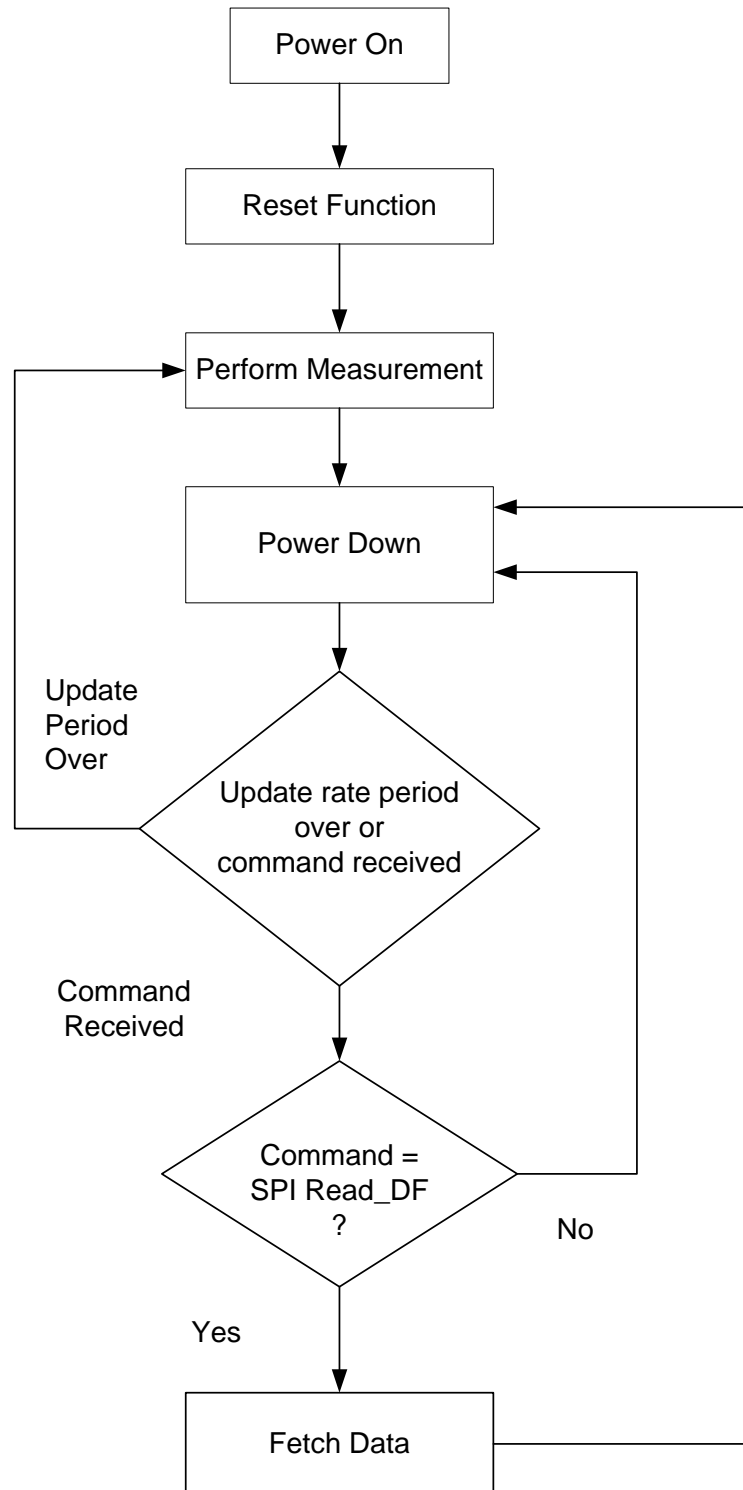 Power On
Reset Function
Perform Measurement
Power Down
Update
Period
Over
Update rate period
over or
command received
Command
Received
Command =
SPI Read_DF
?
No
Yes
Fetch Data